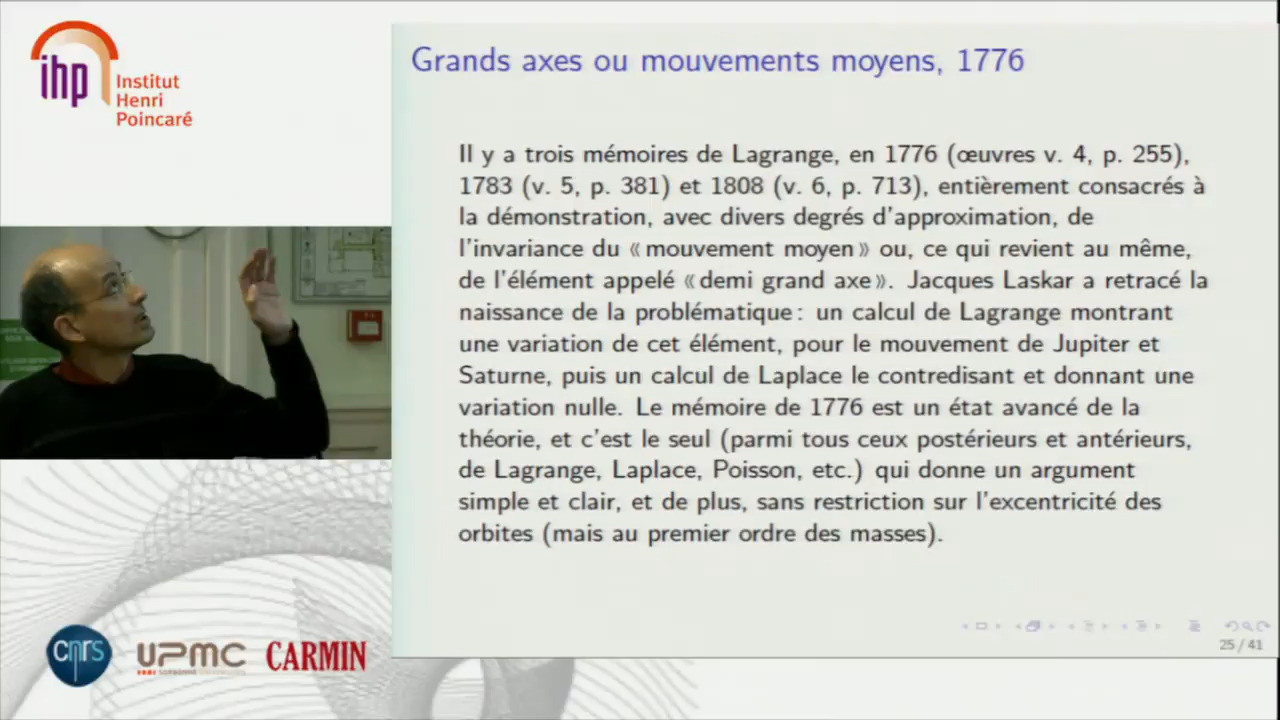 ihp
Institut
Henri
Poincaré
Grands axes ou mouvements moyens, 1776
Il y a trois mémoires de Lagrange, en 1776 (œuvres v. 4, p. 255),
1783 (v. 5, p. 381) et 1808 (v. 6, p. 713), entièrement consacrés à
la démonstration, avec divers degrés d'approximation, de
l'invariance du « mouvement moyen » ou, ce qui revient au même,
de l'élément appelé « demi grand axe ». Jacques Laskar a retracé la
naissance de la problématique : un calcul de Lagrange montrant
une variation de cet élément, pour le mouvement de Jupiter et
Saturne, puis un calcul de Laplace le contredisant et donnant une
variation nulle. Le mémoire de 1776 est un état avancé de la
théorie, et c'est le seul (parmi tous ceux postérieurs et antérieurs,
de Lagrange, Laplace, Poisson, etc.) qui donne un argument
simple et clair, et de plus, sans restriction sur l'excentricité des
orbites (mais au premier ordre des masses).
25 / 41
cnrs
UPMC
CARMIN